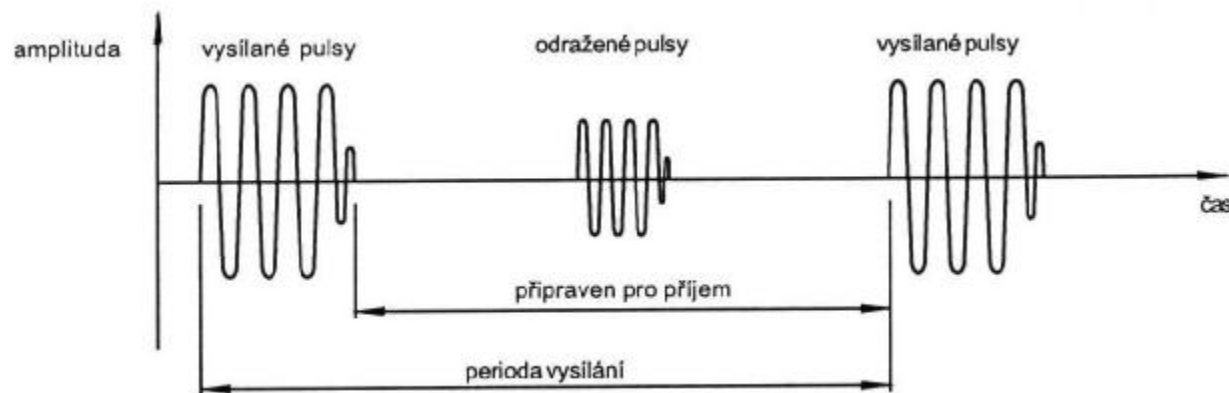 amplituda
vysílané pulsy
odražené pulsy
vysílané pulsy
čas
připraven pro příjem
perioda vysílání